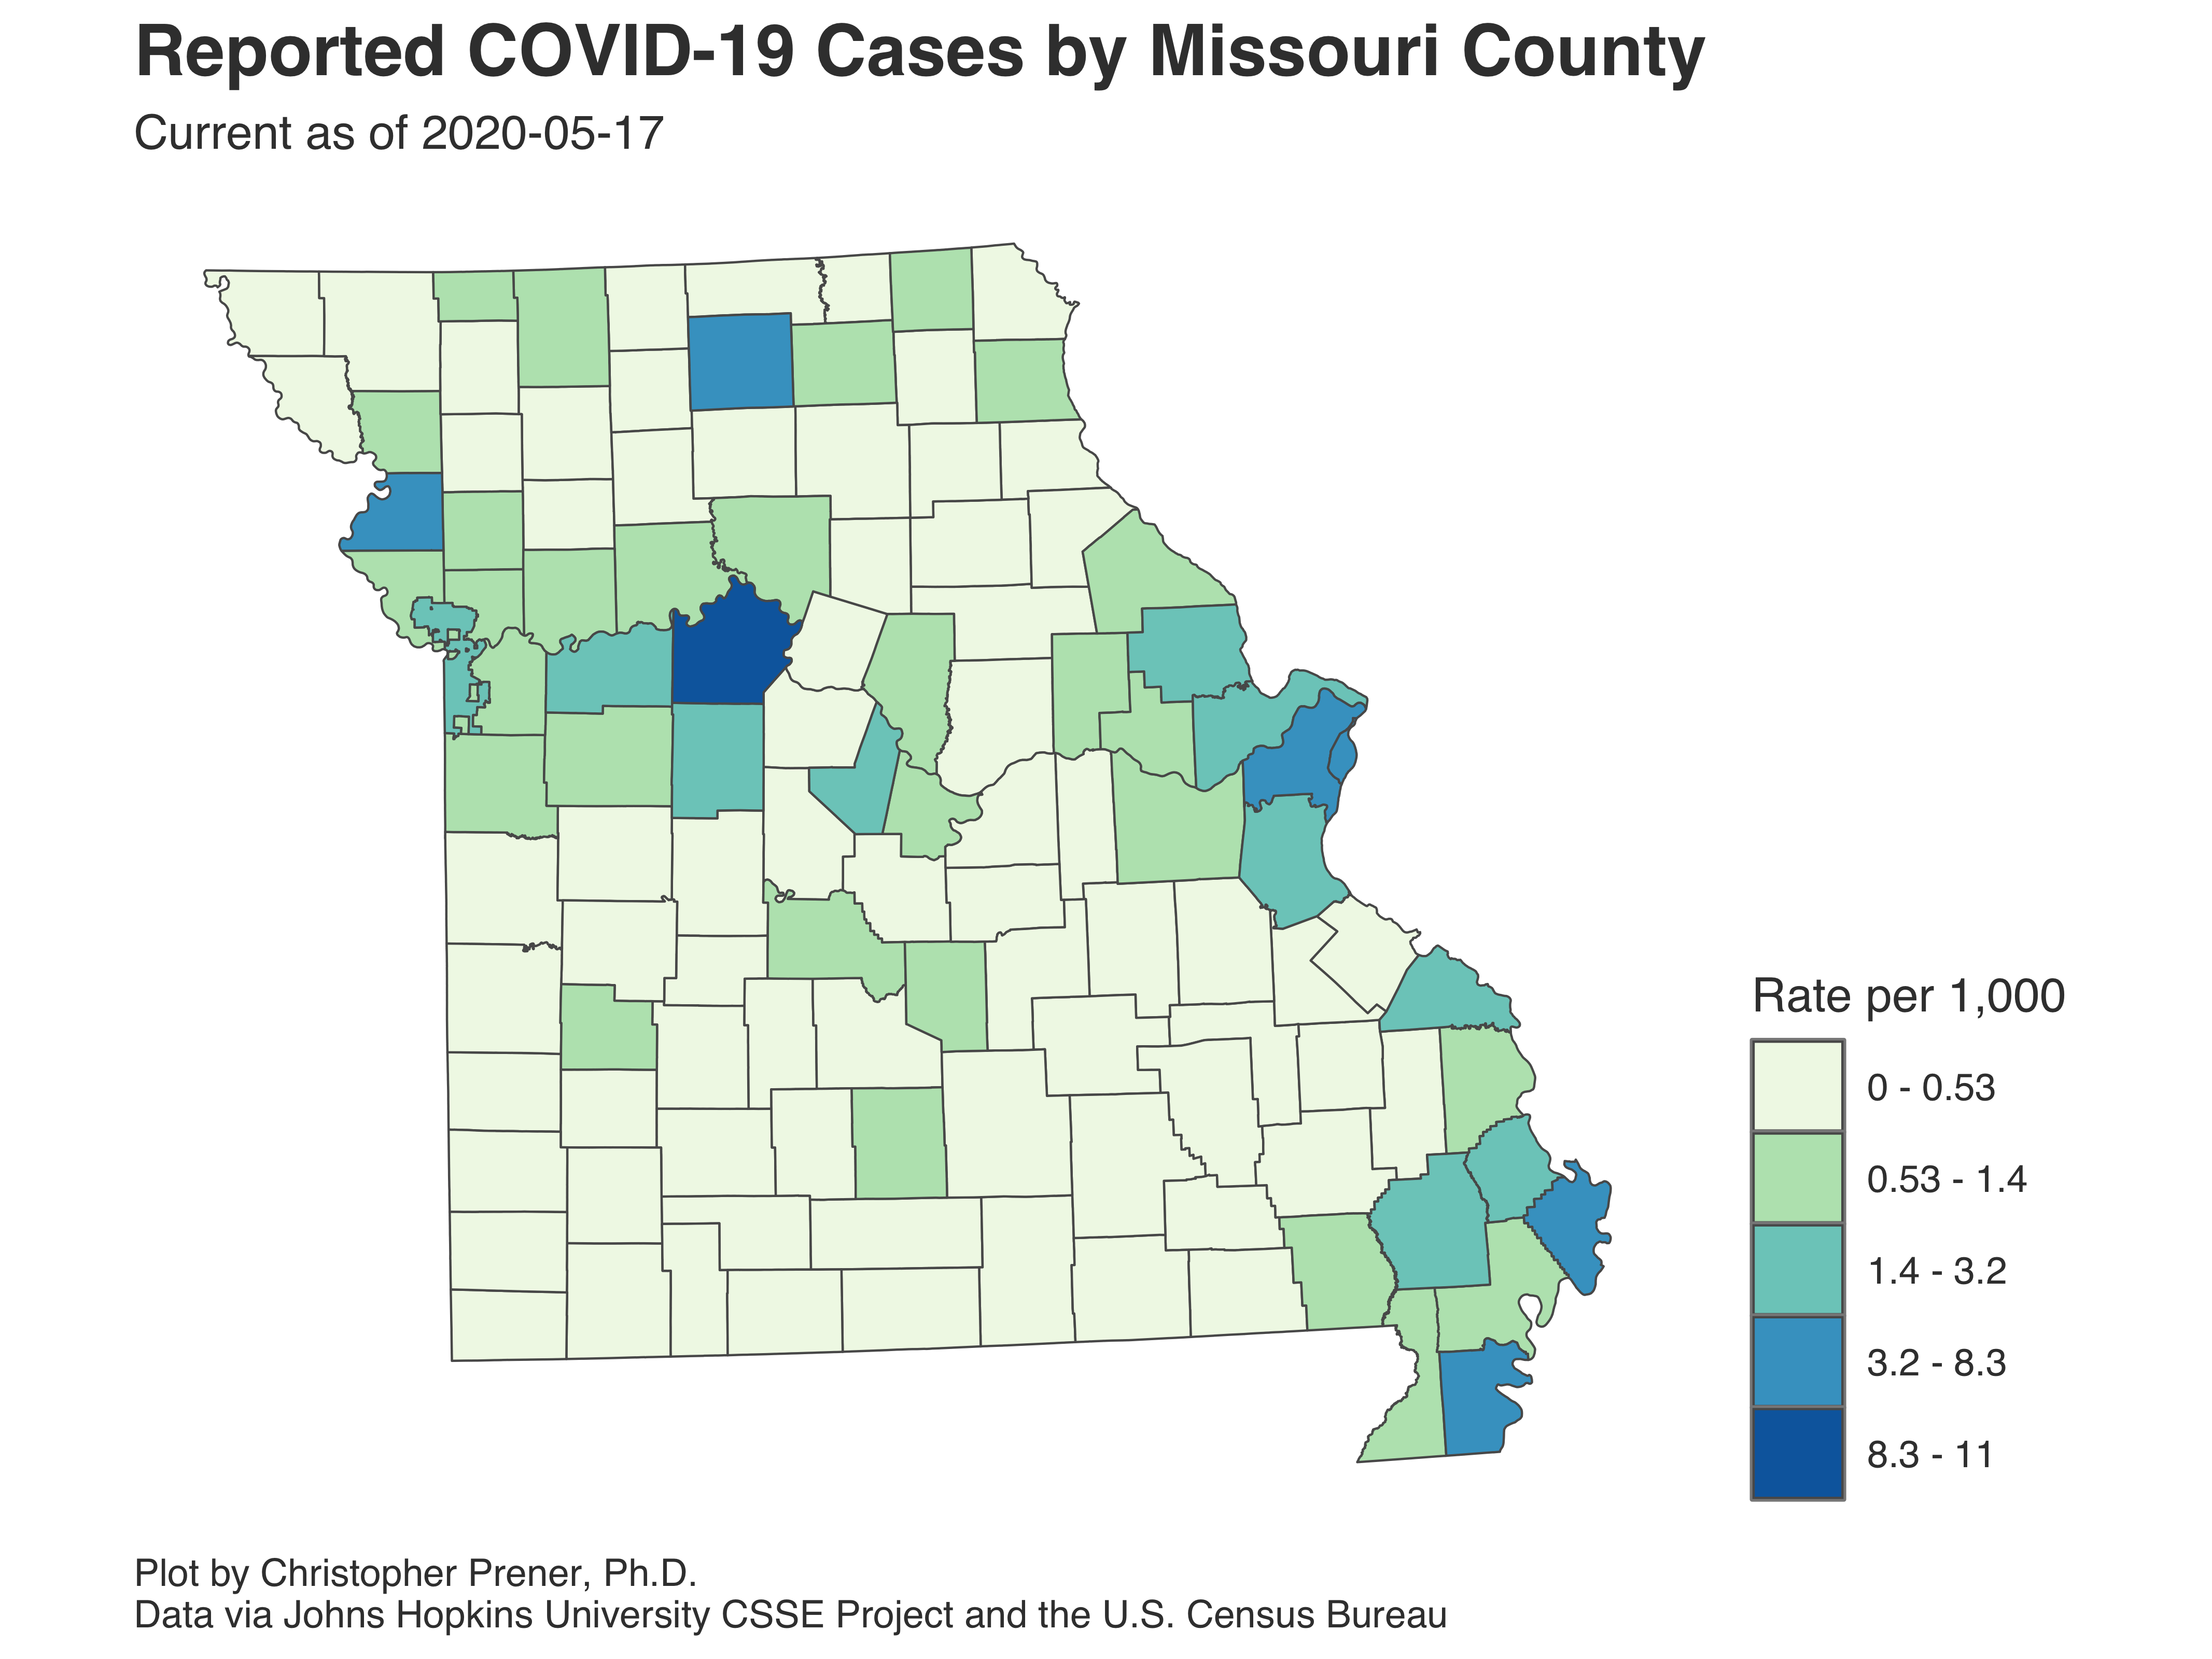 Reported COVID-19 Cases by Missouri County
Current as of 2020-05-17
Rate per 1,000
0 - 0.53
0.53 - 1.4
1.4 - 3.2
3.2 - 8.3
8.3 - 11
Plot by Christopher Prener, Ph.D.
Data via Johns Hopkins University CSSE Project and the U.S. Census Bureau